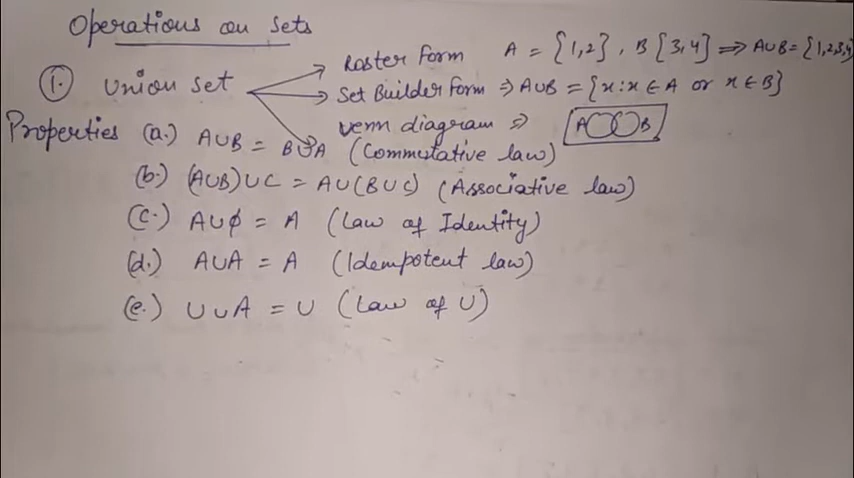 Operations on Sets
Roster Form A = {1,2} , B [3,4] ⇒ A∪B = {1,2,3,4}
1. Union Set
Set Builder Form ⇒ A∪B = {x : x ∈ A or x ∈ B}
Venn diagram ⇒ A B
Properties (a.) A∪B = B∪A (Commutative law)
(b.) (A∪B)∪C = A∪(B∪C) (Associative law)
(c.) A∪ϕ = A (Law of Identity)
(d.) A∪A = A (Idempotent law)
(e.) U∪A = U (Law of U)